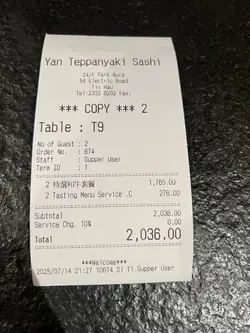 Yan Teppanyaki Sashi
24/F Park Aura
54 Electric Road
Tin Hau
Tel:2332 8202 /fax:
*** COPY *** 2
Table : T9
No of Guest : 2
Order No. : 674
Staff : Supper User
Term ID : 1
2 特選和牛套餐 1,760.00
2 Tasting Menu Service .C 276.00
Subtotal 2,036.00
Service Chg. 10% 0.00
Total 2,036.00
***Welcome***
2025/07/14 21:27 10674 S1 T1.Supper User